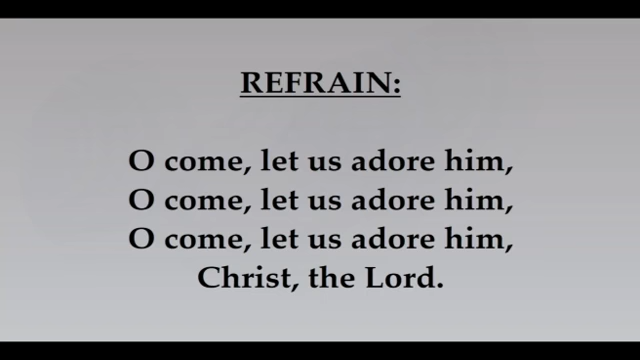 REFRAIN:
O come, let us adore him,
O come, let us adore him,
O come, let us adore him,
Christ, the Lord.